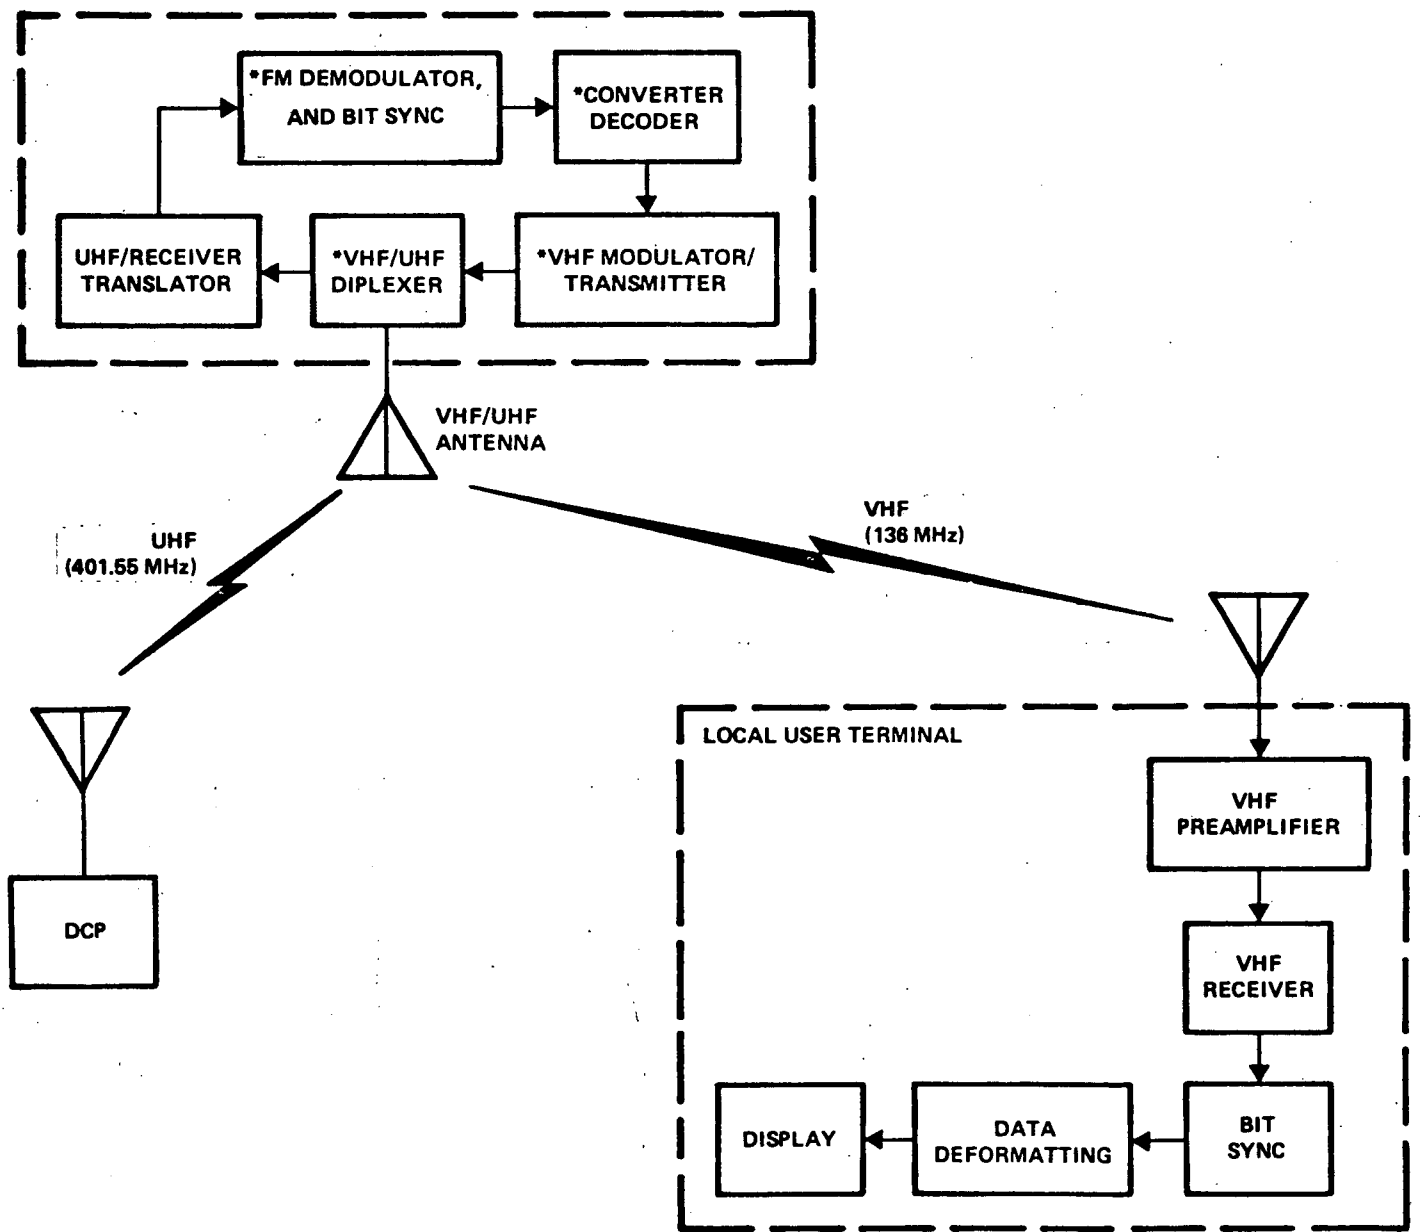 *FM DEMODULATOR,
AND BIT SYNC
*CONVERTER
DECODER
UHF/RECEIVER
TRANSLATOR
*VHF/UHF
DIPLEXER
*VHF MODULATOR/
TRANSMITTER
VHF/UHF
ANTENNA
UHF
(401.55 MHz)
VHF
(136 MHz)
DCP
LOCAL USER TERMINAL
VHF
PREAMPLIFIER
VHF
RECEIVER
BIT
SYNC
DATA
DEFORMATTING
DISPLAY